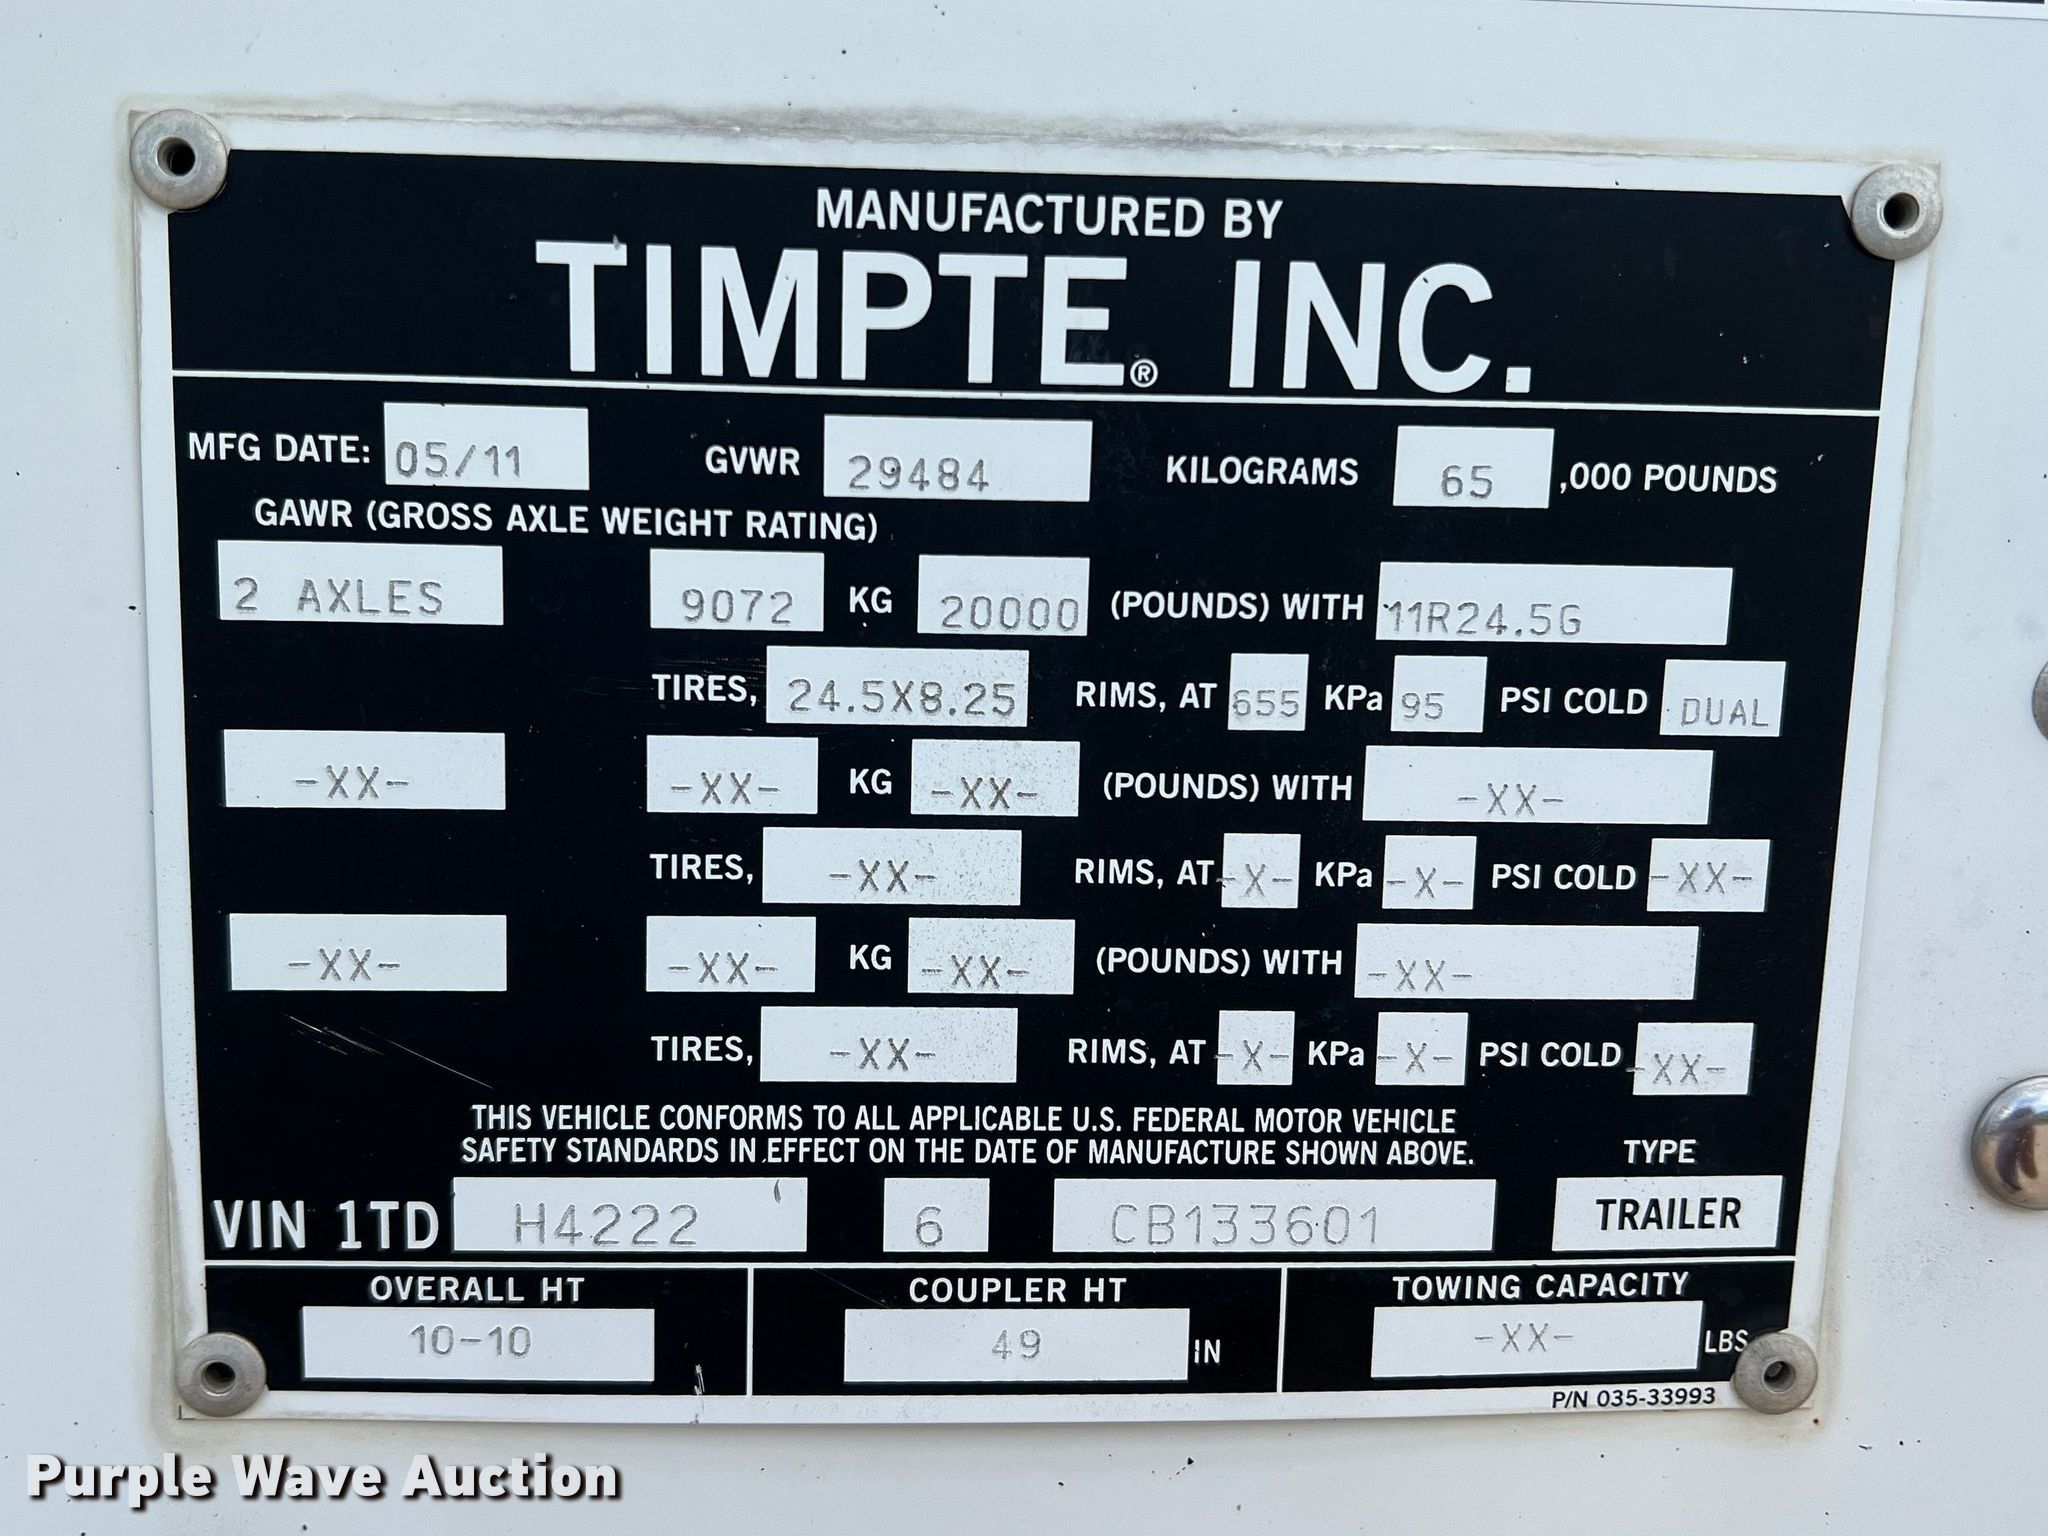 MANUFACTURED BY
TIMPTE® INC.
MFG DATE: 05/11 GVWR 29484 KILOGRAMS 65 ,000 POUNDS
GAWR (GROSS AXLE WEIGHT RATING)
2 AXLES 9072 KG 20000 (POUNDS) WITH 11R24.5G
TIRES, 24.5X8.25 RIMS, AT 655 KPa 95 PSI COLD DUAL
-XX- -XX- KG -XX- (POUNDS) WITH -XX-
TIRES, -XX- RIMS, AT -X- KPa -X- PSI COLD -XX-
-XX- -XX- KG -XX- (POUNDS) WITH -XX-
TIRES, -XX- RIMS, AT -X- KPa -X- PSI COLD -XX-
THIS VEHICLE CONFORMS TO ALL APPLICABLE U.S. FEDERAL MOTOR VEHICLE
SAFETY STANDARDS IN EFFECT ON THE DATE OF MANUFACTURE SHOWN ABOVE. TYPE
VIN 1TD H4222 6 CB133601 TRAILER
OVERALL HT COUPLER HT TOWING CAPACITY
10-10 49 IN -XX- LBS
P/N 035-33993
Purple Wave Auction